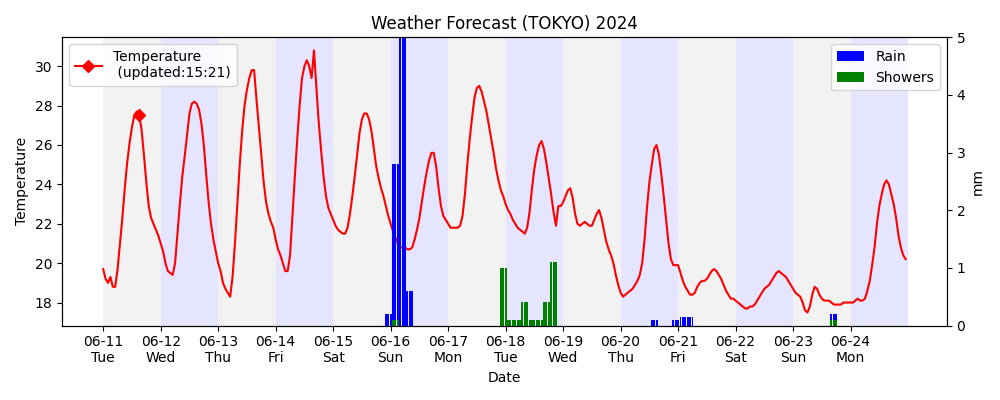 Weather Forecast (TOKYO) 2024
Temperature
(updated:15:21)
Rain
Showers
Temperature
30
28
26
24
22
20
18
5
4
3
2
1
0
mm
06-11 06-12 06-13 06-14 06-15 06-16 06-17 06-18 06-19 06-20 06-21 06-22 06-23 06-24
Tue Wed Thu Fri Sat Sun Mon Tue Wed Thu Fri Sat Sun Mon
Date